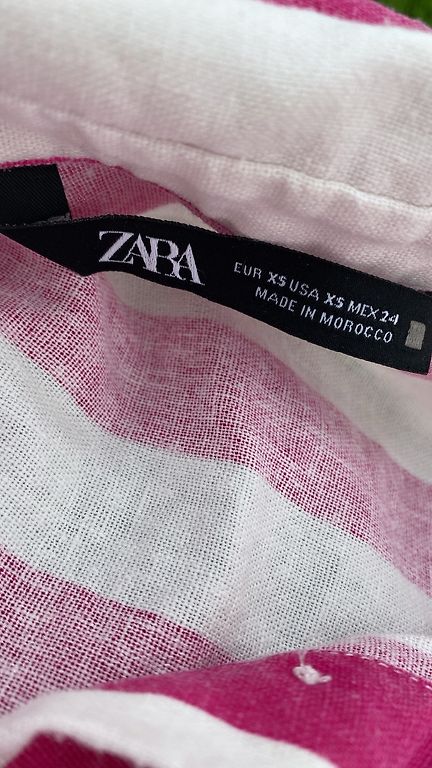 ZARA
EUR XS USA XS MEX 24
MADE IN MOROCCO